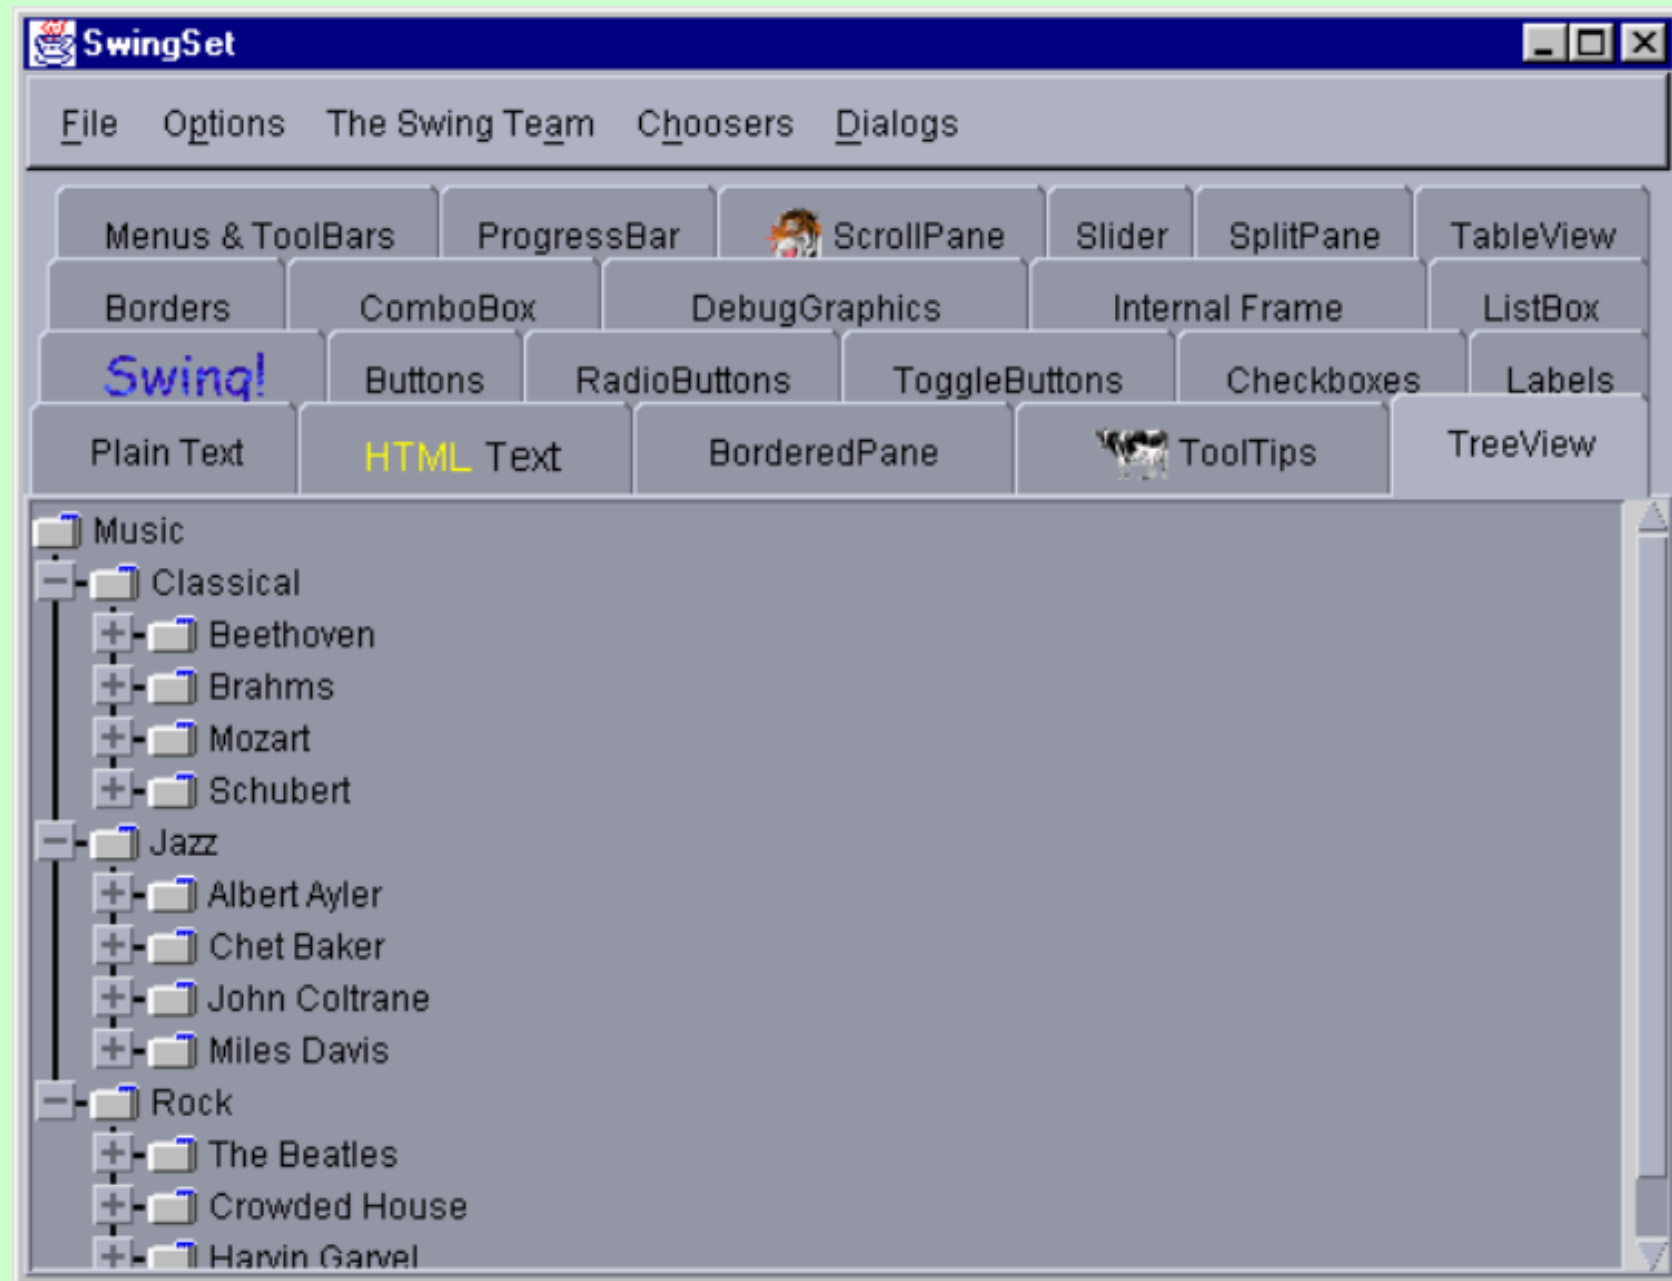 SwingSet
File Options The Swing Team Choosers Dialogs
Menus & ToolBars ProgressBar ScrollPane Slider SplitPane TableView
Borders ComboBox DebugGraphics Internal Frame ListBox
Swing! Buttons RadioButtons ToggleButtons Checkboxes Labels
Plain Text HTML Text BorderedPane ToolTips TreeView
Music
Classical
Beethoven
Brahms
Mozart
Schubert
Jazz
Albert Ayler
Chet Baker
John Coltrane
Miles Davis
Rock
The Beatles
Crowded House
Harvin Garvel